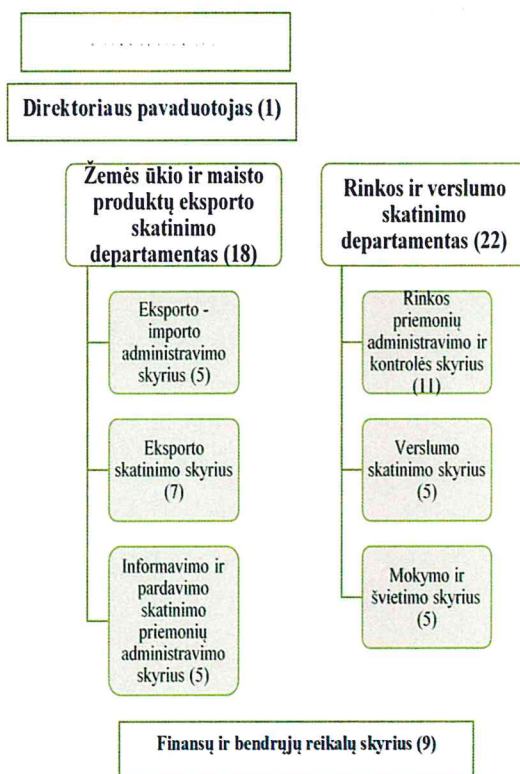 Direktoriaus pavaduotojas (1)
Žemės ūkio ir maisto
produktų eksporto
skatinimo
departamentas (18)
Eksporto -
importo
administravimo
skyrius (5)
Eksporto
skatinimo skyrius
(7)
Informavimo ir
pardavimo
skatinimo
priemonių
administravimo
skyrius (5)
Rinkos ir verslumo
skatinimo
departamentas (22)
Rinkos
priemonių
administravimo ir
kontrolės skyrius
(11)
Verslumo
skatinimo skyrius
(5)
Mokymo ir
švietimo skyrius
(5)
Finansų ir bendrųjų reikalų skyrius (9)